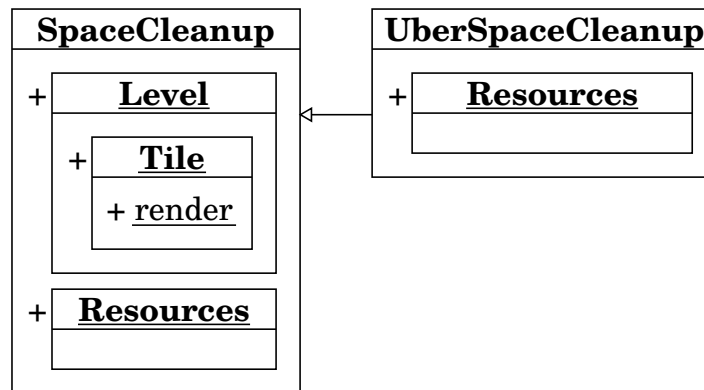 SpaceCleanup
+ Level
+ Tile
+ render
+ Resources
UberSpaceCleanup
+ Resources